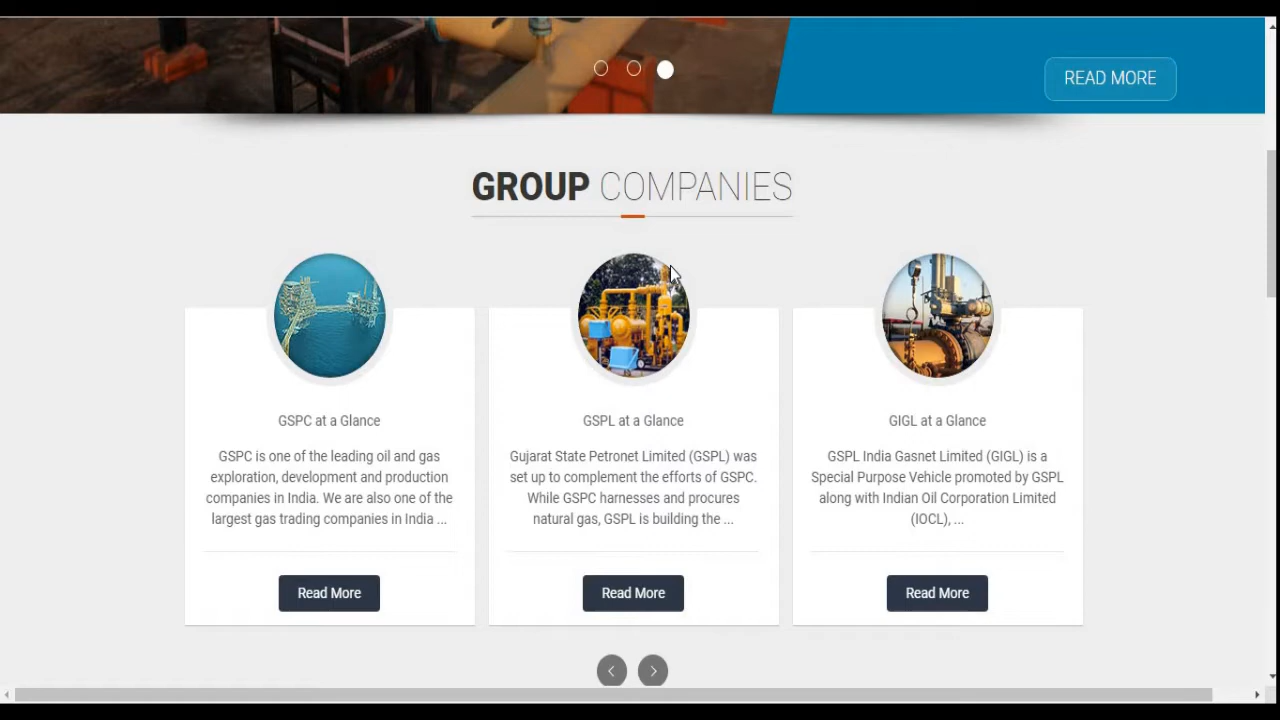 READ MORE
GROUP COMPANIES
GSPC at a Glance
GSPC is one of the leading oil and gas
exploration, development and production
companies in India. We are also one of the
largest gas trading companies in India ...
Read More
GSPL at a Glance
Gujarat State Petronet Limited (GSPL) was
set up to complement the efforts of GSPC.
While GSPC harnesses and procures
natural gas, GSPL is building the ...
Read More
GIGL at a Glance
GSPL India Gasnet Limited (GIGL) is a
Special Purpose Vehicle promoted by GSPL
along with Indian Oil Corporation Limited
(IOCL), ...
Read More